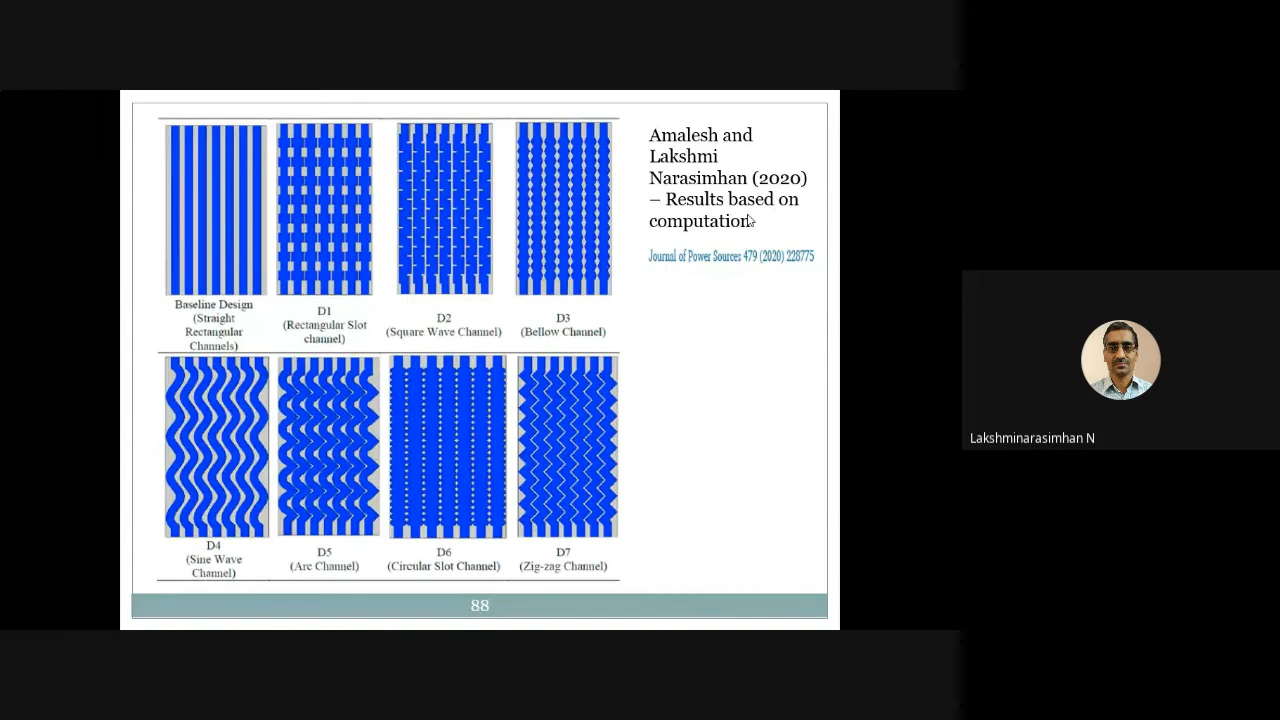 Amalesh and
Lakshmi
Narasimhan (2020)
– Results based on
computation
Journal of Power Sources 479 (2020) 228775
Baseline Design
(Straight
Rectangular
Channels)
D1
(Rectangular Slot
channel)
D2
(Square Wave Channel)
D3
(Bellow Channel)
D4
(Sine Wave
Channel)
D5
(Arc Channel)
D6
(Circular Slot Channel)
D7
(Zig-zag Channel)
88
Lakshminarasimhan N